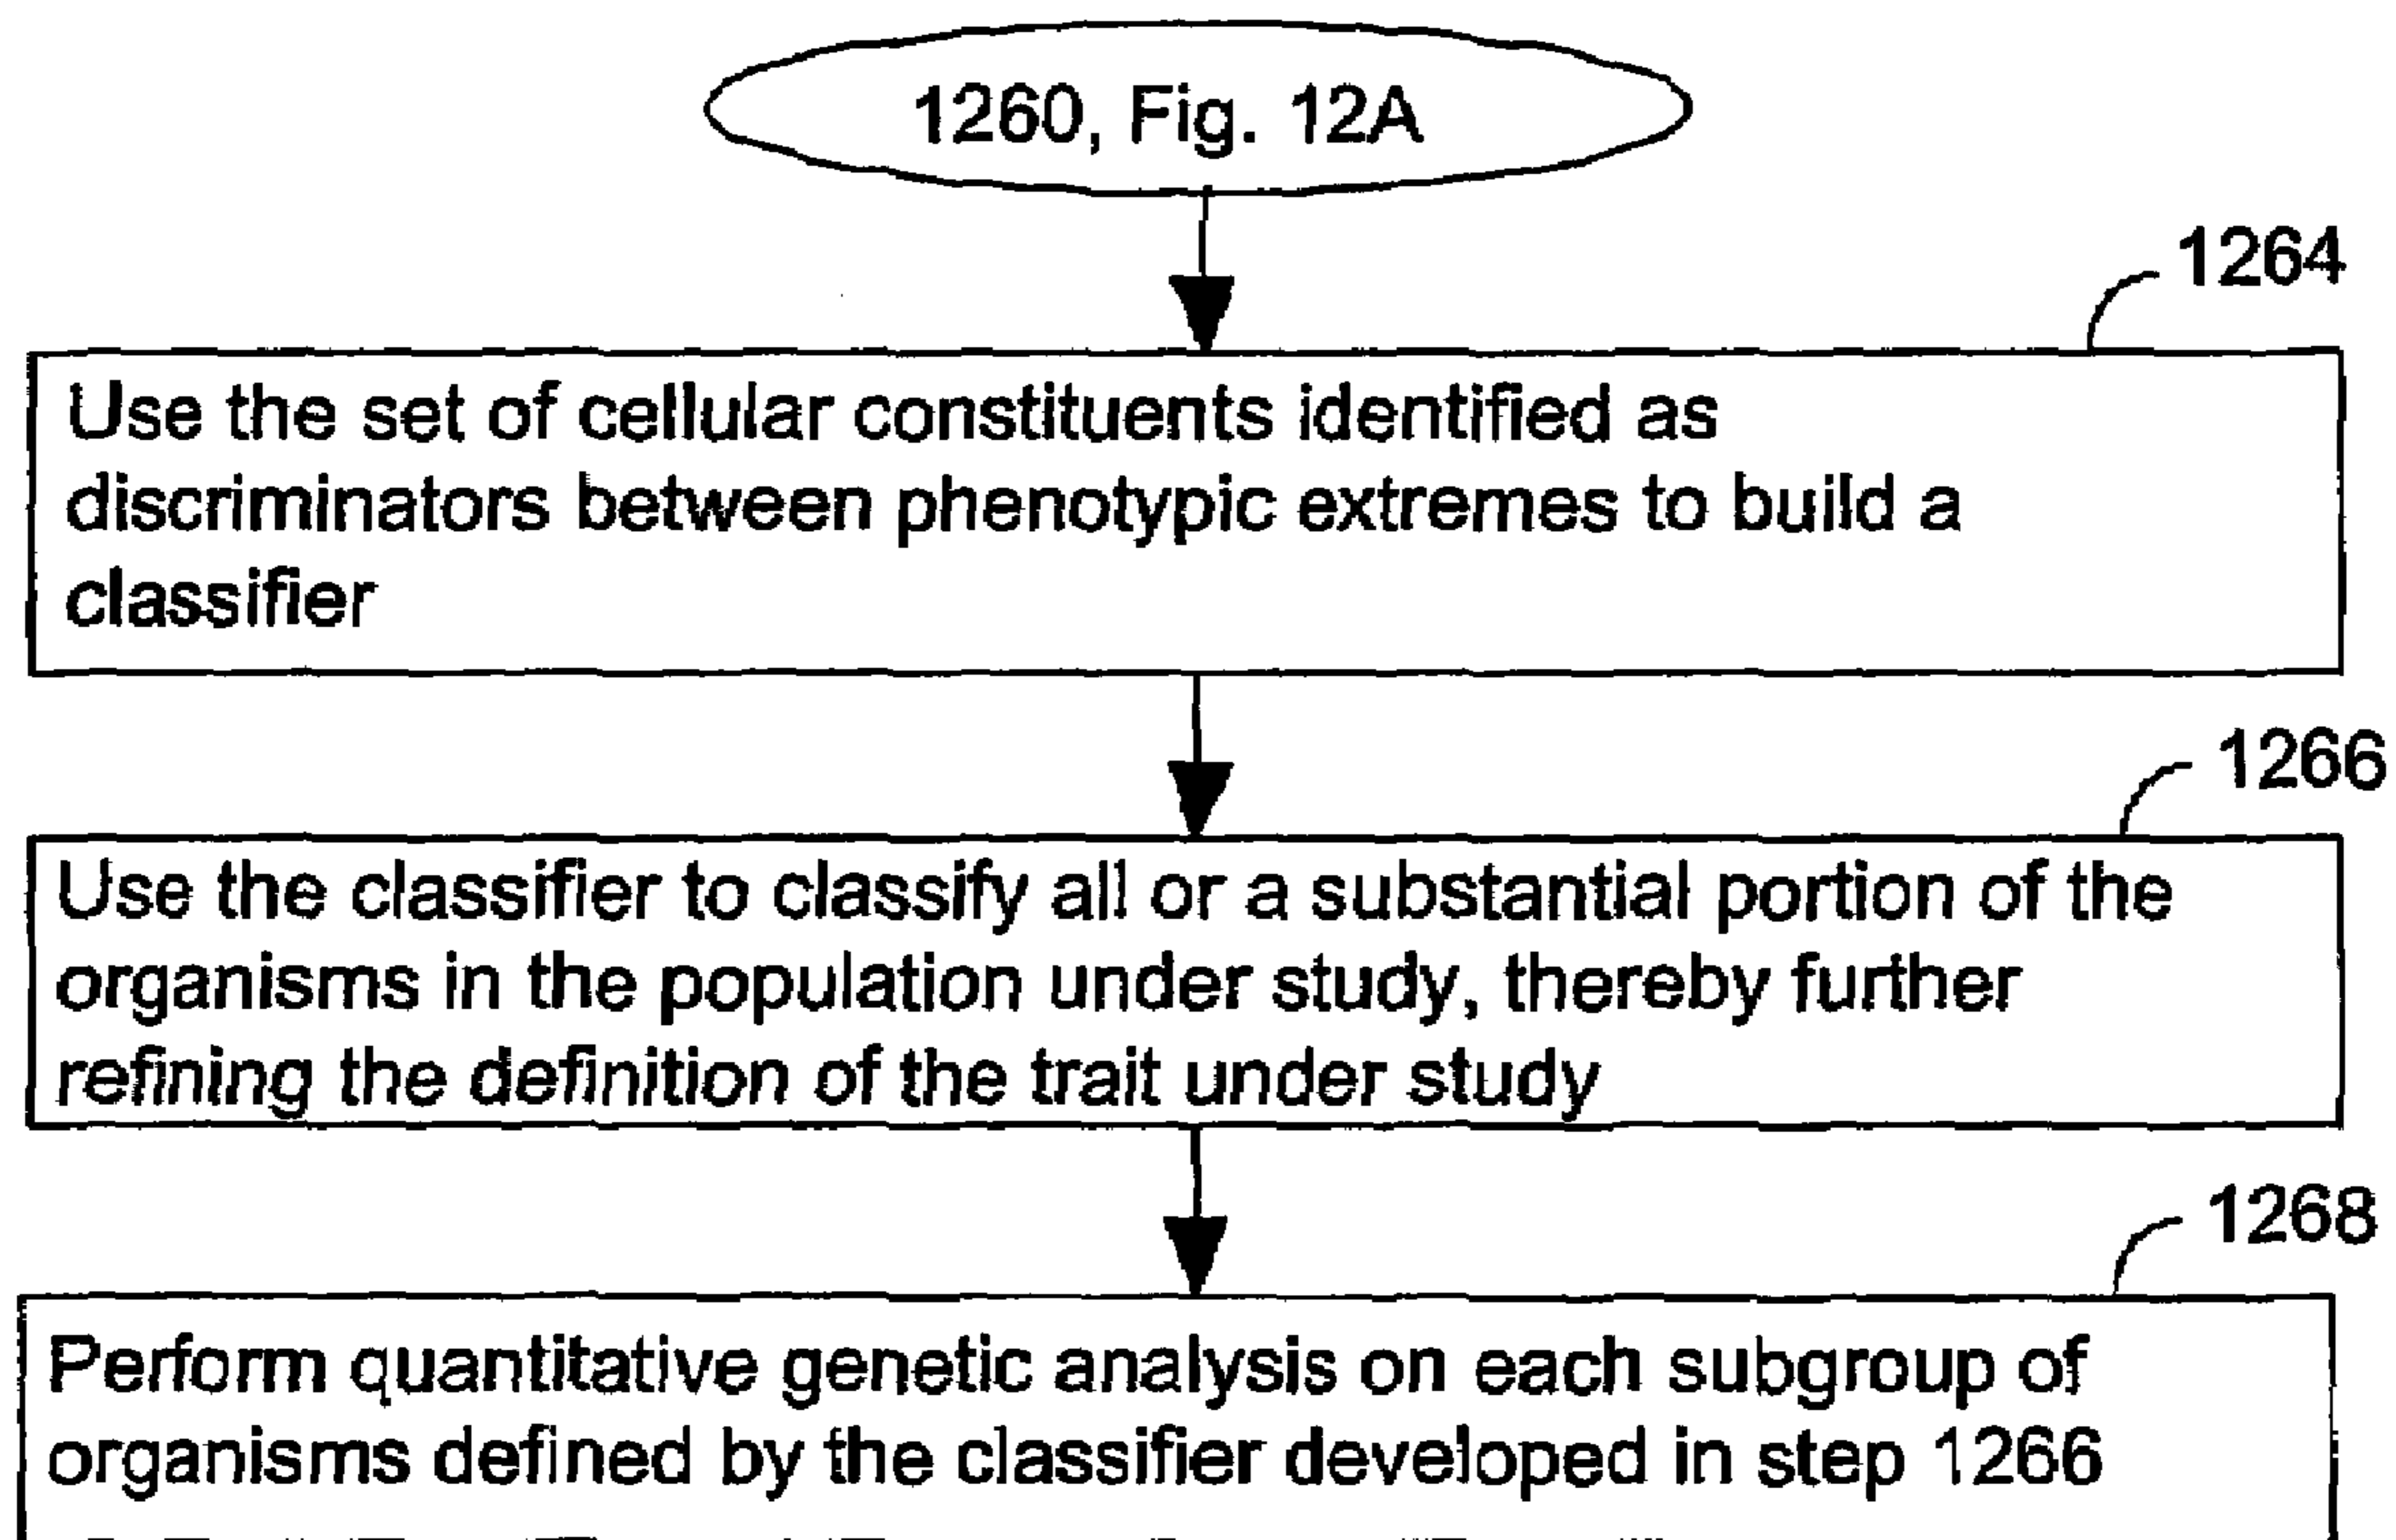 1260, Fig. 12A
1264
Use the set of cellular constituents identified as
discriminators between phenotypic extremes to build a
classifier
1266
Use the classifier to classify all or a substantial portion of the
organisms in the population under study, thereby further
refining the definition of the trait under study
1268
Perform quantitative genetic analysis on each subgroup of
organisms defined by the classifier developed in step 1266